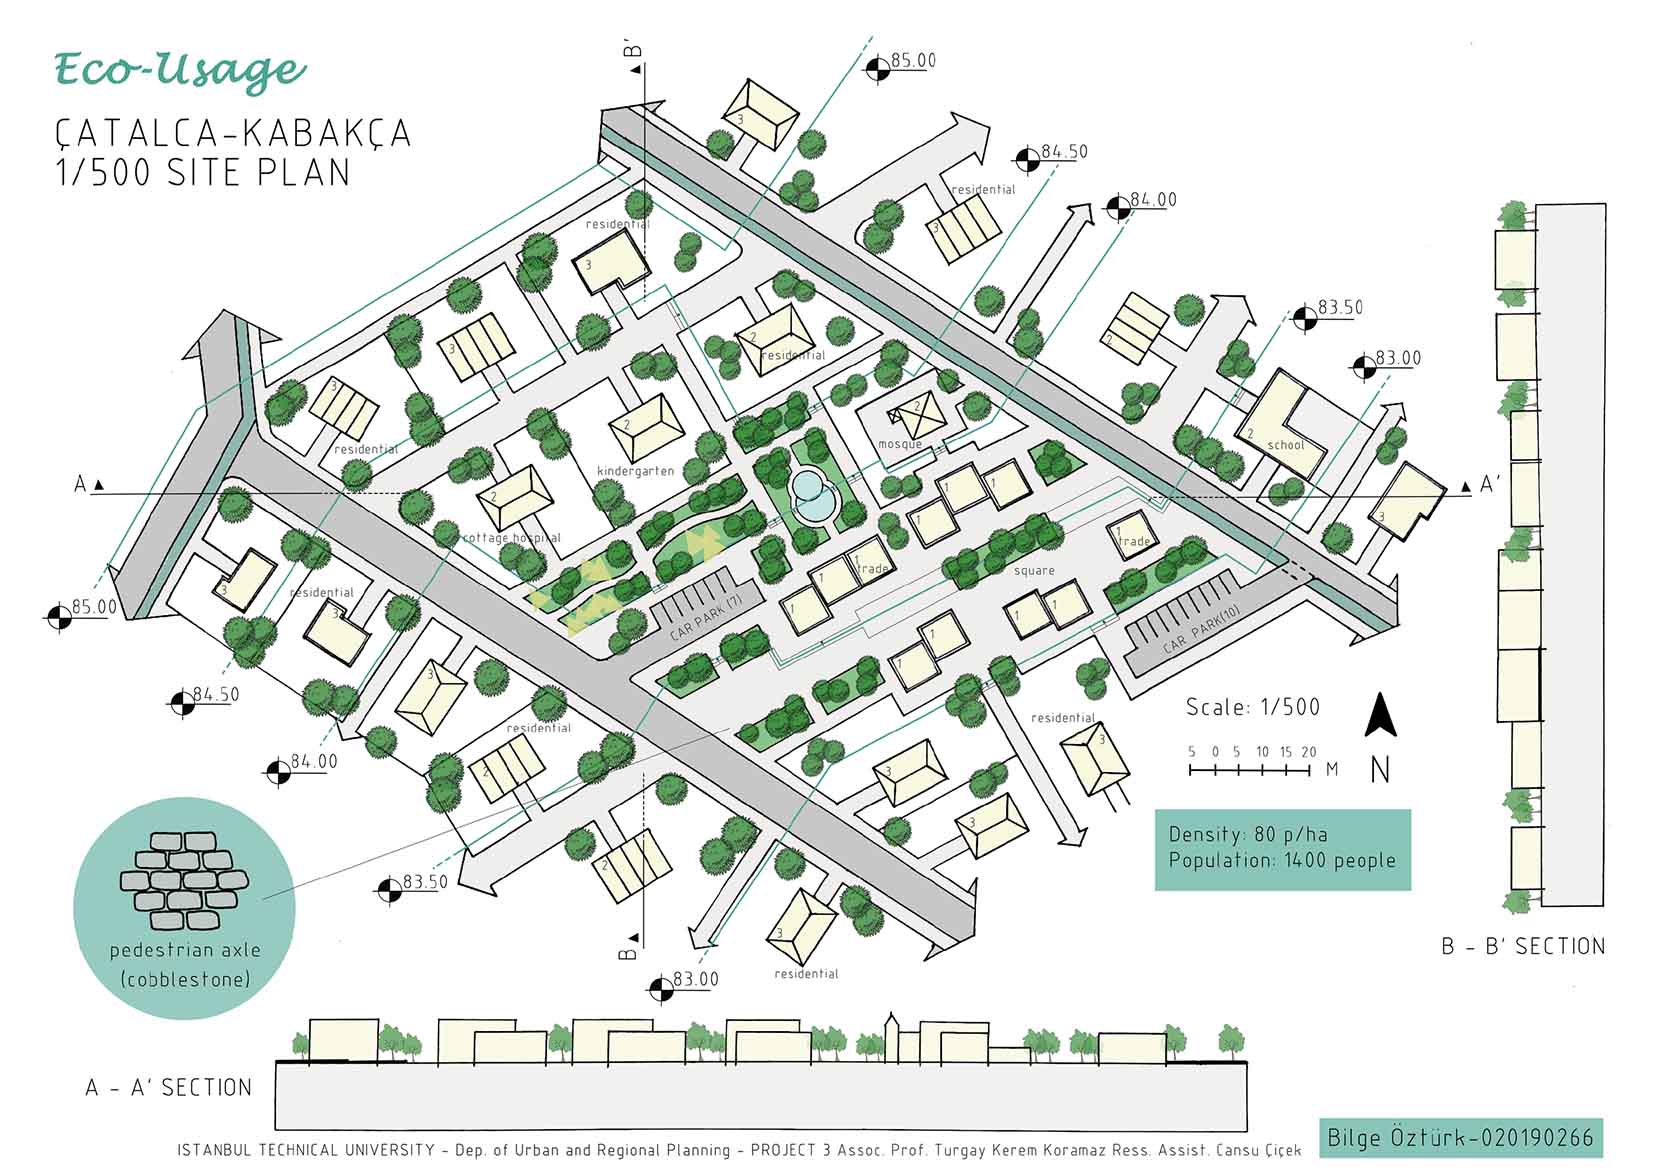 Eco-Usage
ÇATALCA-KABAKÇA
1/500 SITE PLAN
B'
85.00
84.50
84.00
83.50
83.00
3
residential
residential
3
3
2
residential
2
3
3
residential
2
mosque
2
kindergarten
2
school
A
A'
2
cottage hospital
1
1
1
trade
1
trade
1
1
square
3
3
residential
3
1
1
1
1
CAR PARK (7)
CAR PARK(10)
85.00
84.50
84.00
83.50
83.00
3
residential
2
residential
3
3
3
2
3
residential
B
Scale: 1/500
5 0 5 10 15 20 M
N
Density: 80 p/ha
Population: 1400 people
pedestrian axle
(cobblestone)
B - B' SECTION
A - A' SECTION
ISTANBUL TECHNICAL UNIVERSITY - Dep. of Urban and Regional Planning - PROJECT 3 Assoc. Prof. Turgay Kerem Koramaz Ress. Assist. Cansu Çiçek
Bilge Öztürk-020190266